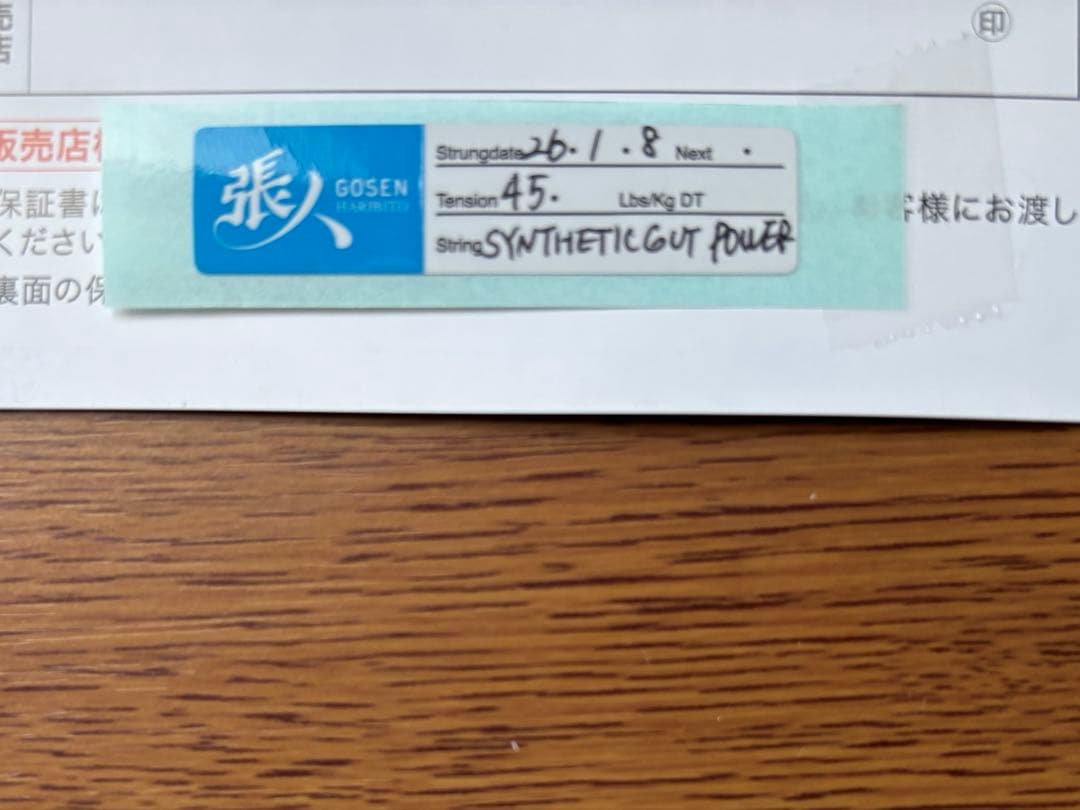 印
売
店
販売店様
張人 GOSEN
HARIBITO
Strungdate 26.1.8 Next .
Tension 45. Lbs/Kg DT
String SYNTHETIC GUT POWER
保証書に
客様にお渡し
ください
裏面の保